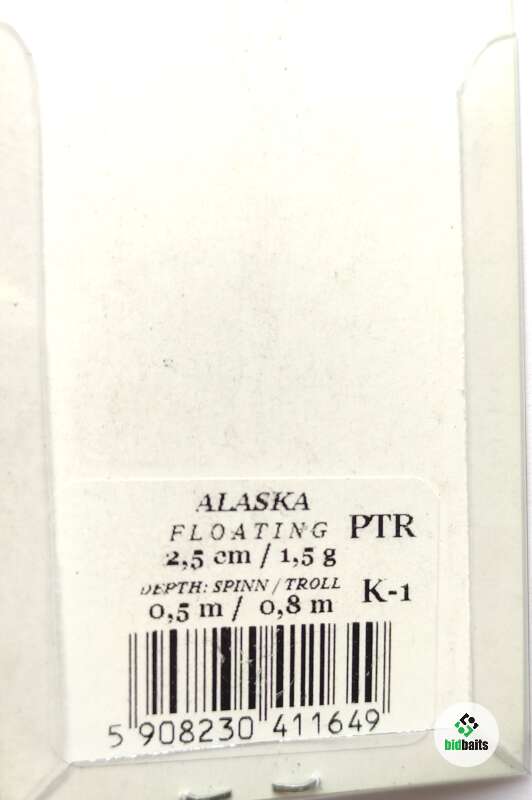 ALASKA
FLOATING PTR
2,5 cm / 1,5 g
DEPTH: SPINN / TROLL K-1
0,5 m / 0,8 m
5 908230 411649
bidbaits